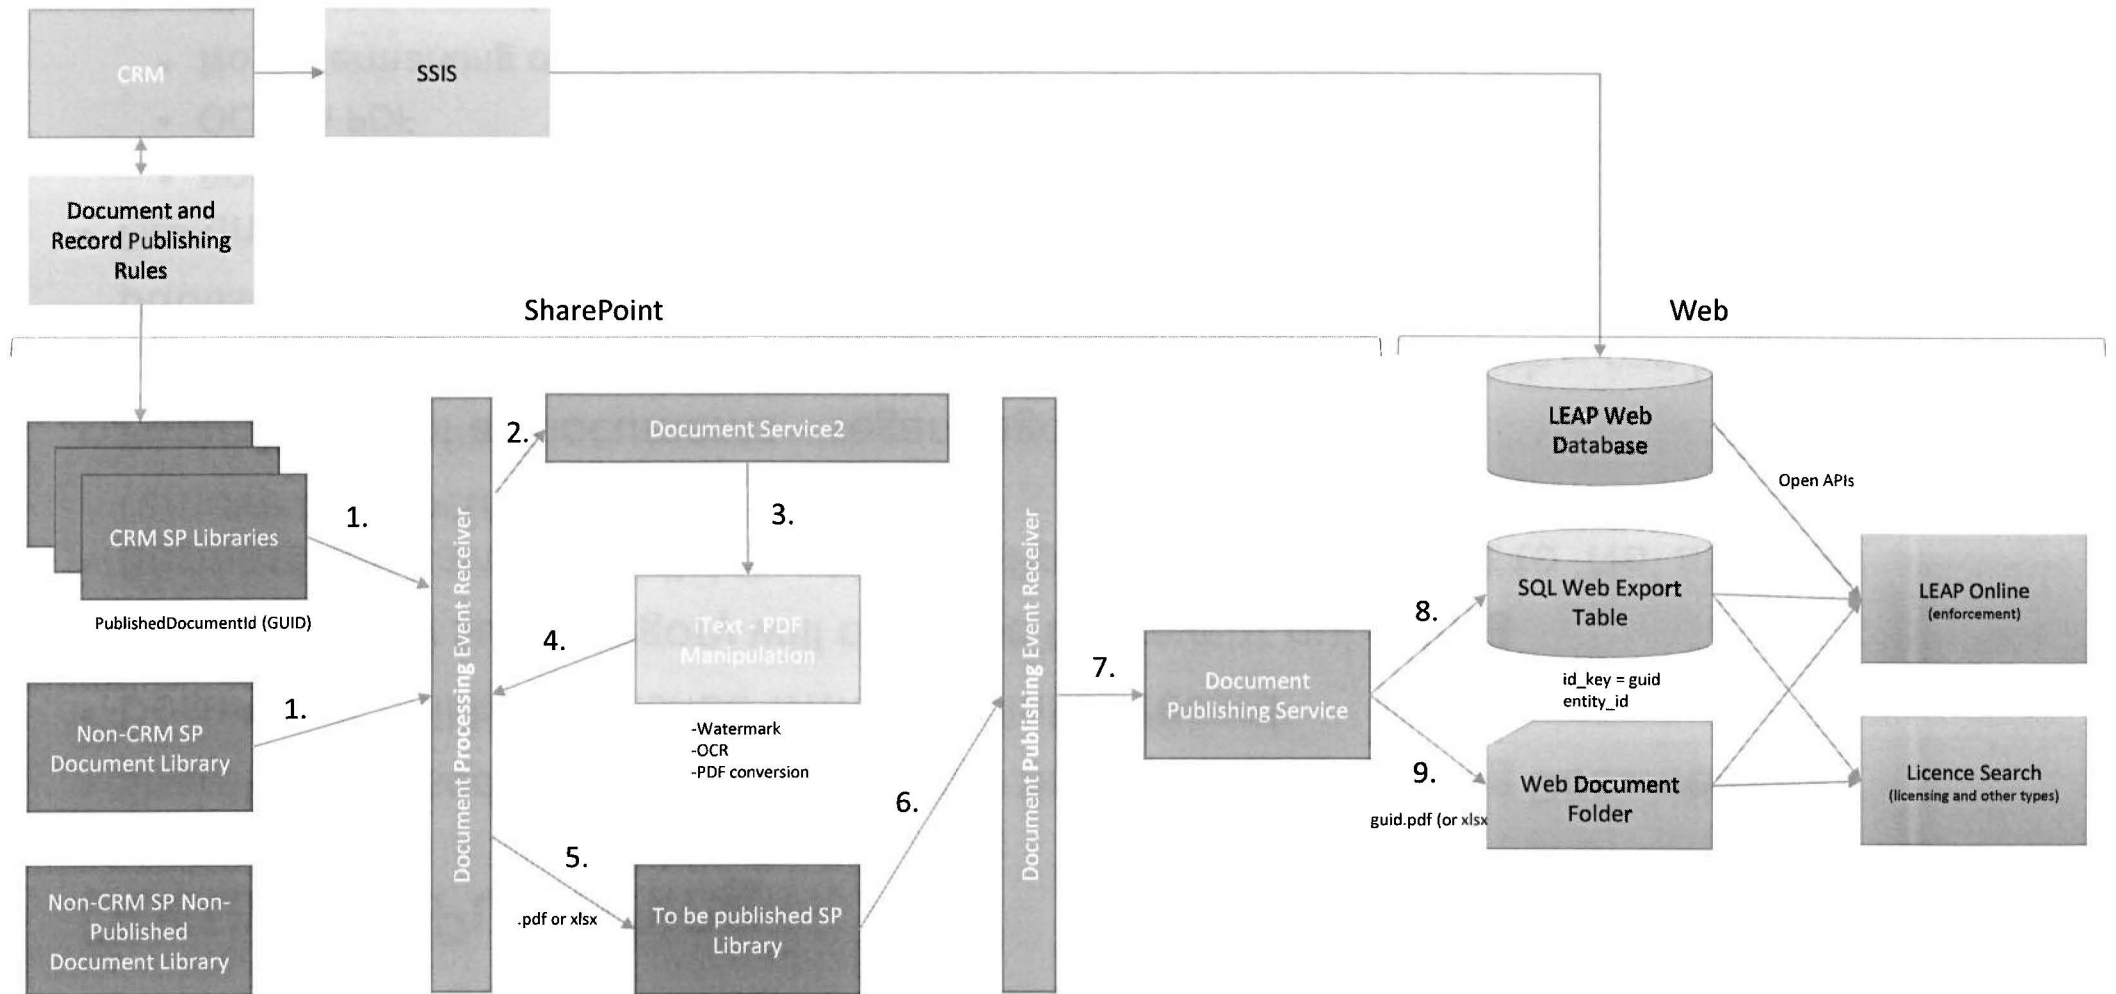 CRM
SSIS
Document and
Record Publishing
Rules
SharePoint
Web
CRM SP Libraries
PublishedDocumentId (GUID)
1.
Non-CRM SP
Document Library
1.
Non-CRM SP Non-
Published
Document Library
Document Processing Event Receiver
2.
Document Service2
3.
iText - PDF
Manipulation
4.
-Watermark
-OCR
-PDF conversion
5.
.pdf or xlsx
To be published SP
Library
6.
Document Publishing Event Receiver
7.
Document
Publishing Service
8.
9.
guid.pdf (or xlsx
LEAP Web
Database
Open APIs
SQL Web Export
Table
id_key = guid
entity_id
Web Document
Folder
LEAP Online
(enforcement)
Licence Search
(licensing and other types)